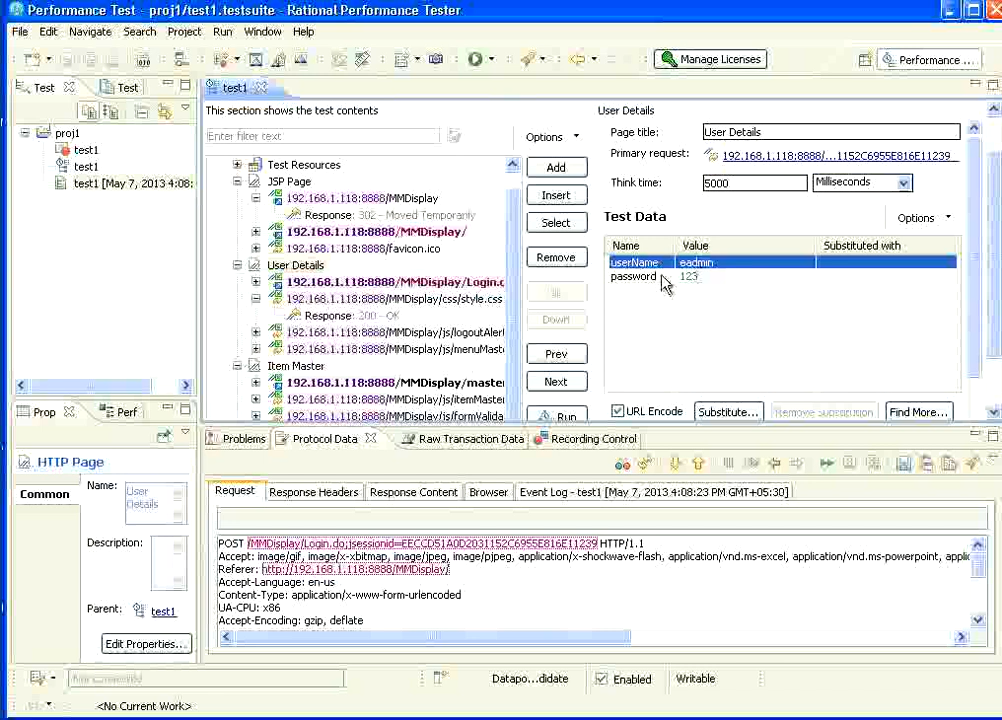 Performance Test - proj1/test1.testsuite - Rational Performance Tester
File Edit Navigate Search Project Run Window Help
Manage Licenses
Performance ....
Test
Test
proj1
test1
test1
test1 [May 7, 2013 4:08:
test1
This section shows the test contents
Enter filter text
Options
Test Resources
JSP Page
192.168.1.118:8888/MMDisplay
Response: 302 - Moved Temporarily
192.168.1.118:8888/MMDisplay/
192.168.1.118:8888/favicon.ico
User Details
192.168.1.118:8888/MMDisplay/Login.c
192.168.1.118:8888/MMDisplay/css/style.css
Response: 200 - OK
192.168.1.118:8888/MMDisplay/js/logoutAler
192.168.1.118:8888/MMDisplay/js/menuMast
Item Master
192.168.1.118:8888/MMDisplay/master
192.168.1.118:8888/MMDisplay/js/itemMaster
192.168.1.118:8888/MMDisplay/js/formValida
Add
Insert
Select
Remove
Up
Down
Prev
Next
Run
User Details
Page title: User Details
Primary request: 192.168.1.118:8888/...1152C6955E816E11239
Think time: 5000 Milliseconds
Test Data
Options
Name Value Substituted with
userName eadmin
password 123
URL Encode Substitute... Remove Substitution Find More...
Prop
Perf
HTTP Page
Common
Name: User Details
Description:
Parent: test1
Edit Properties...
Problems Protocol Data Raw Transaction Data Recording Control
Request Response Headers Response Content Browser Event Log - test1 [May 7, 2013 4:08:23 PM GMT+05:30]
POST /MMDisplay/Login.do;jsessionid=EECCD51A0D2D31152C6955E816E11239 HTTP/1.1
Accept: image/gif, image/x-xbitmap, image/jpeg, image/pjpeg, application/x-shockwave-flash, application/vnd.ms-excel, application/vnd.ms-powerpoint, applic
Referer: http://192.168.1.118:8888/MMDisplay/
Accept-Language: en-us
Content-Type: application/x-www-form-urlencoded
UA-CPU: x86
Accept-Encoding: gzip, deflate
Datapo...didate
Enabled
Writable
<No Current Work>